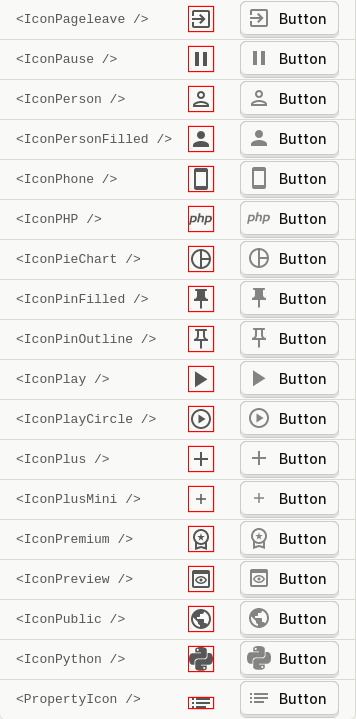 <IconPageleave /> Button
<IconPause /> Button
<IconPerson /> Button
<IconPersonFilled /> Button
<IconPhone /> Button
<IconPHP /> php php Button
<IconPieChart /> Button
<IconPinFilled /> Button
<IconPinOutline /> Button
<IconPlay /> Button
<IconPlayCircle /> Button
<IconPlus /> Button
<IconPlusMini /> Button
<IconPremium /> Button
<IconPreview /> Button
<IconPublic /> Button
<IconPython /> Button
<PropertyIcon /> Button